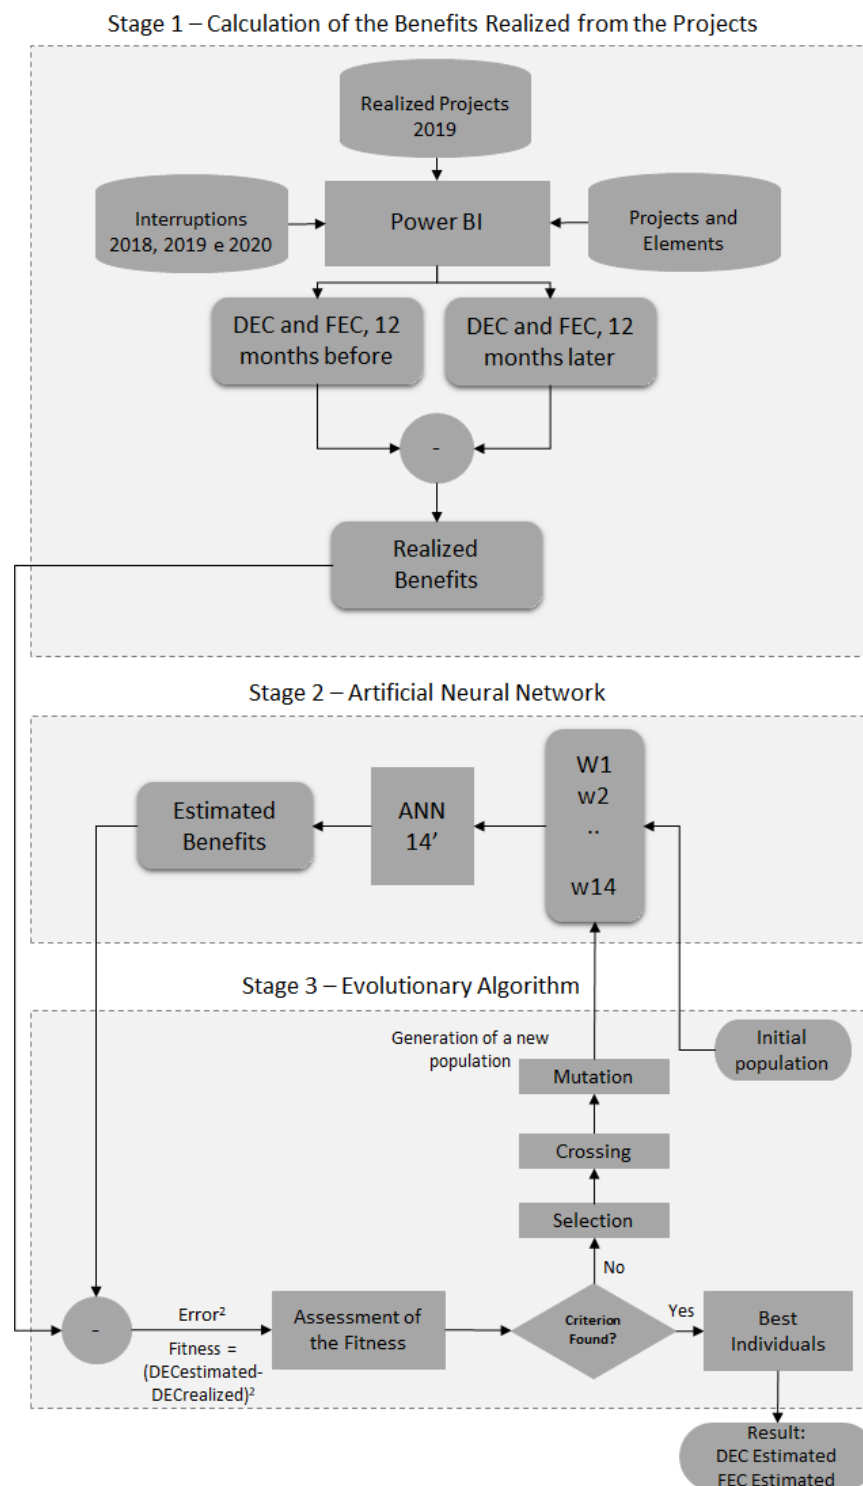 Stage 1 – Calculation of the Benefits Realized from the Projects
Realized Projects
2019
Interruptions
2018, 2019 e 2020
Power BI
Projects and
Elements
DEC and FEC, 12
months before
DEC and FEC, 12
months later
-
Realized
Benefits
Stage 2 – Artificial Neural Network
Estimated
Benefits
ANN
14’
W1
w2
..
w14
Stage 3 – Evolutionary Algorithm
Generation of a new
population
Initial
population
Mutation
Crossing
Selection
No
-
Error²
Fitness =
(DECestimated-
DECrealized)²
Assessment of
the Fitness
Criterion
Found?
Yes
Best
Individuals
Result:
DEC Estimated
FEC Estimated